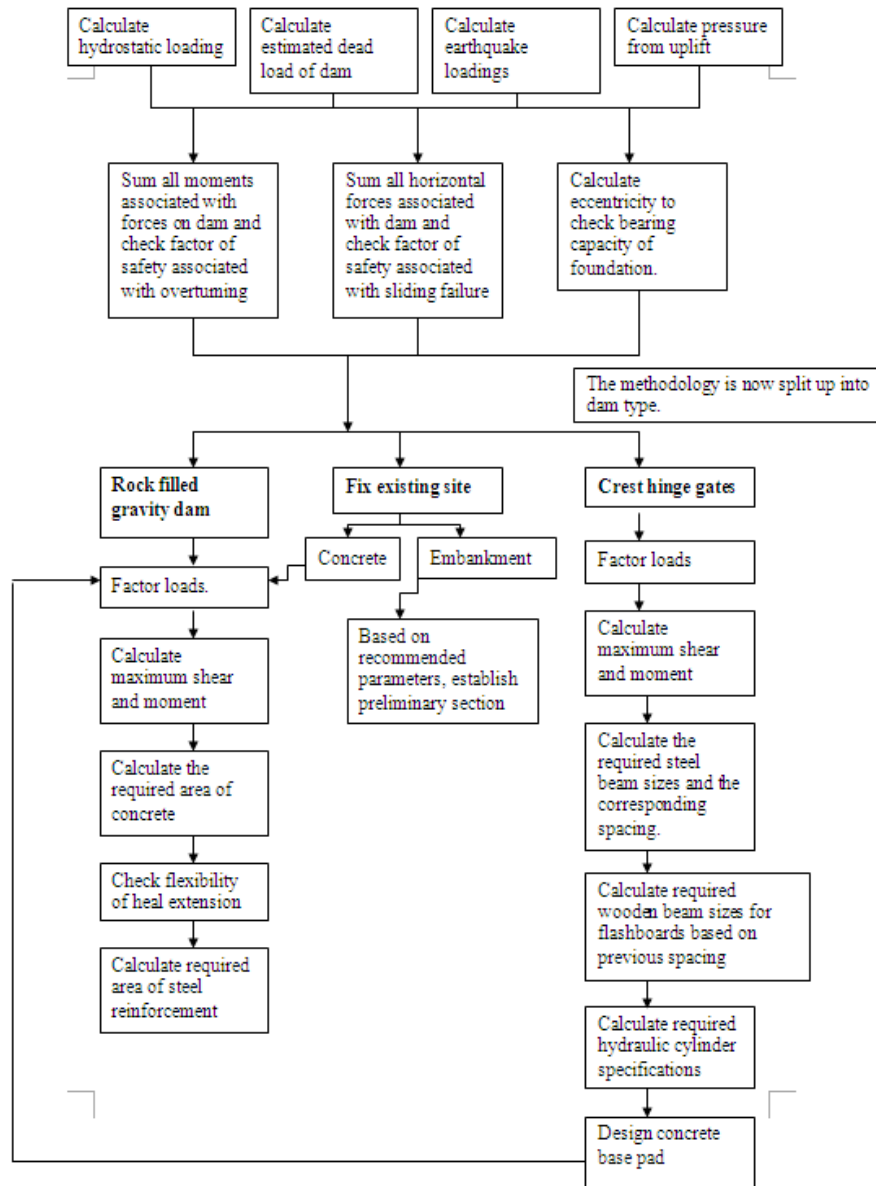 Calculate
hydrostatic loading
Calculate
estimated dead
load of dam
Calculate
earthquake
loadings
Calculate pressure
from uplift
Sum all moments
associated with
forces on dam and
check factor of
safety associated
with overturning
Sum all horizontal
forces associated
with dam and
check factor of
safety associated
with sliding failure
Calculate
eccentricity to
check bearing
capacity of
foundation.
The methodology is now split up into
dam type.
Rock filled
gravity dam
Fix existing site
Crest hinge gates
Concrete
Embankment
Factor loads.
Factor loads
Calculate
maximum shear
and moment
Based on
recommended
parameters, establish
preliminary section
Calculate
maximum shear
and moment
Calculate the
required area of
concrete
Calculate the
required steel
beam sizes and the
corresponding
spacing.
Check flexibility
of heal extension
Calculate required
wooden beam sizes for
flashboards based on
previous spacing
Calculate required
area of steel
reinforcement
Calculate required
hydraulic cylinder
specifications
Design concrete
base pad